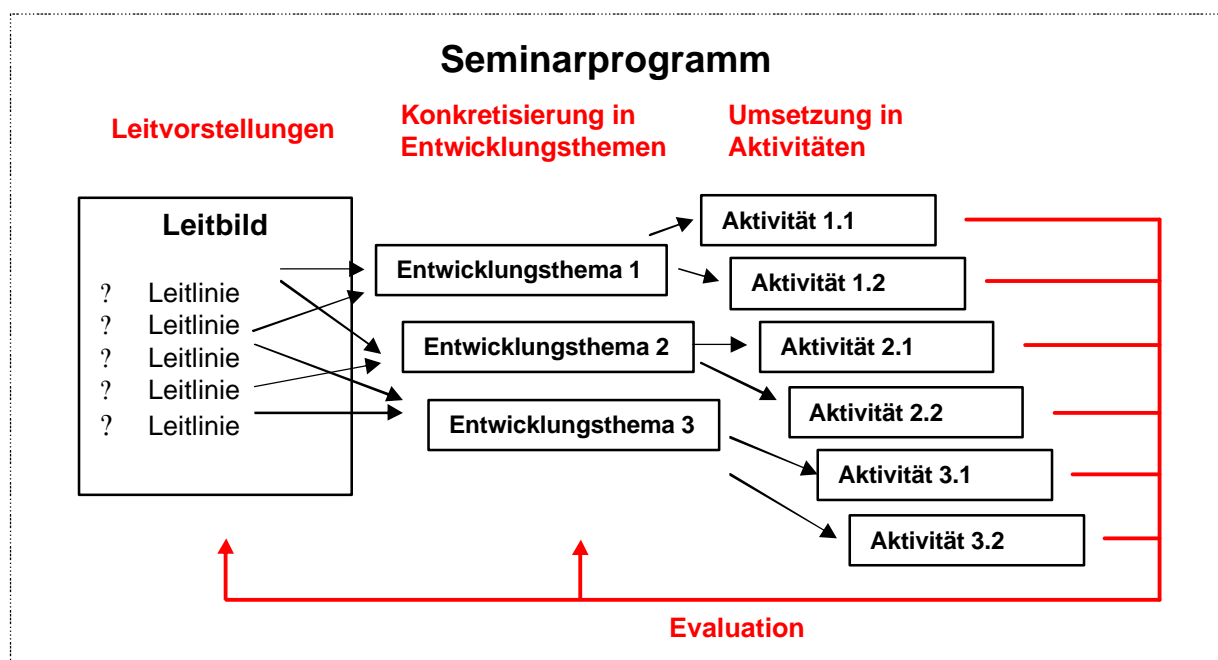 Seminarprogramm
Leitvorstellungen
Konkretisierung in
Entwicklungsthemen
Umsetzung in
Aktivitäten
Leitbild
? Leitlinie
? Leitlinie
? Leitlinie
? Leitlinie
? Leitlinie
Entwicklungsthema 1
Entwicklungsthema 2
Entwicklungsthema 3
Aktivität 1.1
Aktivität 1.2
Aktivität 2.1
Aktivität 2.2
Aktivität 3.1
Aktivität 3.2
Evaluation